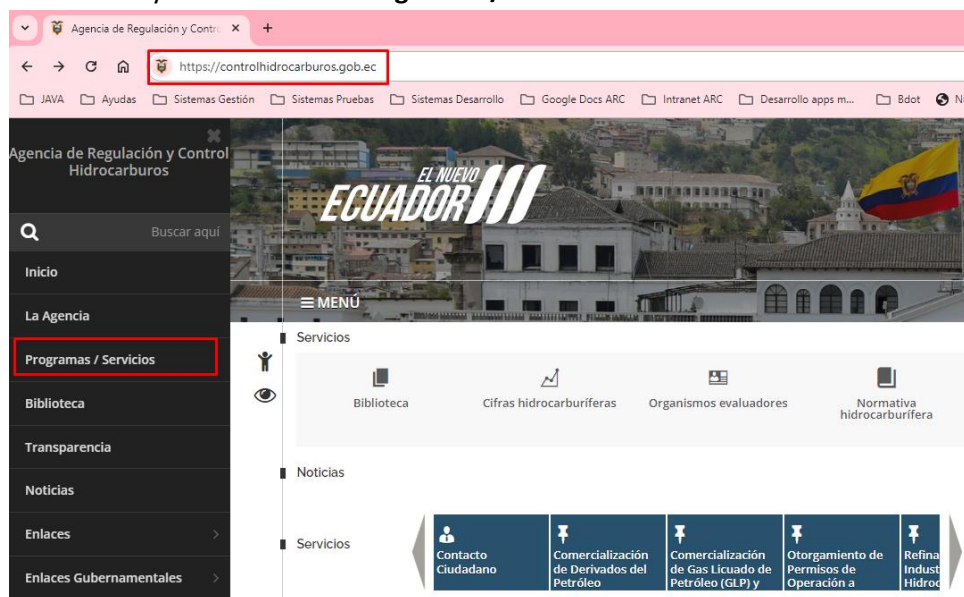 Agencia de Regulación y Contro
https://controlhidrocarburos.gob.ec
JAVA Ayudas Sistemas Gestión Sistemas Pruebas Sistemas Desarrollo Google Docs ARC Intranet ARC Desarrollo apps m... Bdot
Agencia de Regulación y Control
Hidrocarburos
Buscar aquí
Inicio
La Agencia
Programas / Servicios
Biblioteca
Transparencia
Noticias
Enlaces
Enlaces Gubernamentales
EL NUEVO
ECUADOR
MENÚ
Servicios
Biblioteca
Cifras hidrocarburíferas
Organismos evaluadores
Normativa
hidrocarburífera
Noticias
Servicios
Contacto
Ciudadano
Comercialización
de Derivados del
Petróleo
Comercialización
de Gas Licuado de
Petróleo (GLP) y
Otorgamiento de
Permisos de
Operación a
Refina
Indust
Hidroc